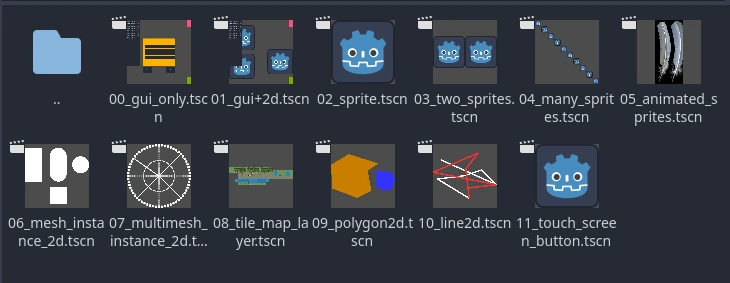 ..
00_gui_only.tsc
n
01_gui+2d.tscn
02_sprite.tscn
03_two_sprites.
tscn
04_many_sprit
es.tscn
05_animated_s
prites.tscn
06_mesh_insta
nce_2d.tscn
07_multimesh_
instance_2d.t...
08_tile_map_la
yer.tscn
09_polygon2d.t
scn
10_line2d.tscn
11_touch_scree
n_button.tscn